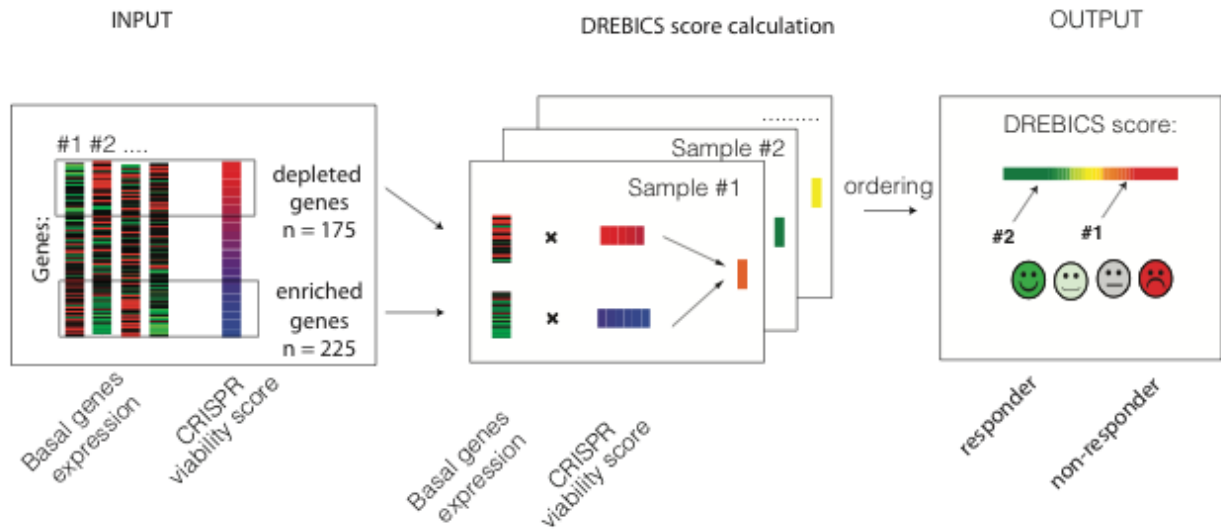 INPUT
#1 #2 ....
Genes:
depleted
genes
n = 175
enriched
genes
n = 225
Basal genes
expression
CRISPR
viability score
DREBICS score calculation
.........
Sample #2
Sample #1
×
×
Basal genes
expression
CRISPR
viability score
ordering
OUTPUT
DREBICS score:
#2
#1
responder
non-responder